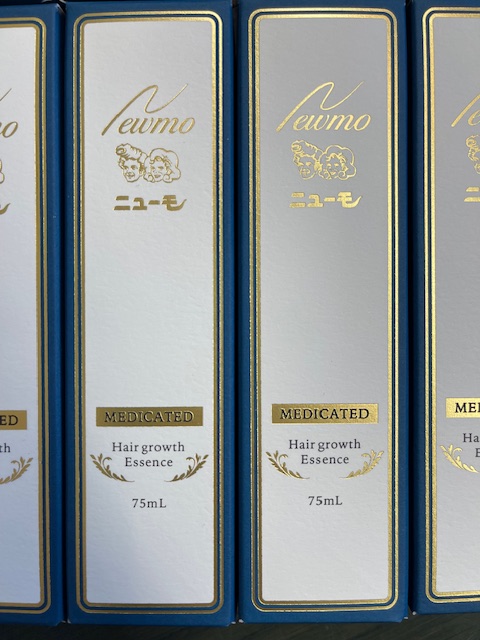 Newmo
ニューモ
MEDICATED
Hair growth
Essence
75mL
Newmo
ニューモ
MEDICATED
Hair growth
Essence
75mL